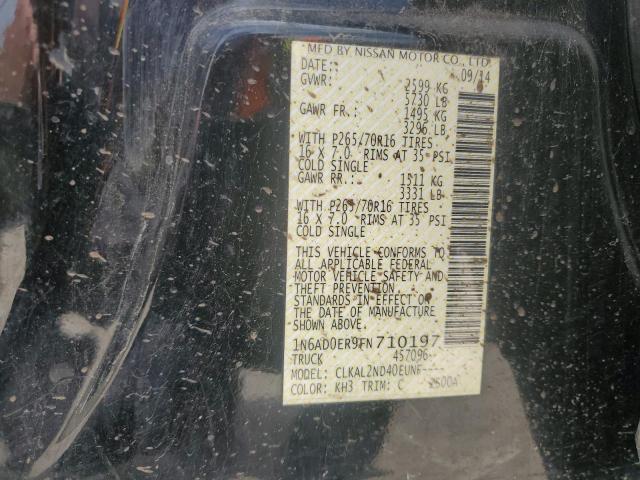 MFD BY NISSAN MOTOR CO., LTD.
DATE: 09/14
GVWR: 2599 KG
5730 LB
GAWR FR.: 1495 KG
3296 LB
WITH P265/70R16 TIRES
16 X 7.0 RIMS AT 35 PSI
COLD SINGLE
GAWR RR.: 1511 KG
3331 LB
WITH P265/70R16 TIRES
16 X 7.0 RIMS AT 35 PSI
COLD SINGLE
THIS VEHICLE CONFORMS TO
ALL APPLICABLE FEDERAL
MOTOR VEHICLE SAFETY AND
THEFT PREVENTION
STANDARDS IN EFFECT ON
THE DATE OF MANUFACTURE
SHOWN ABOVE.
1N6AD0ER9FN710197
TRUCK 457096
MODEL: CLKAL2ND40EUNF----
COLOR: KH3 TRIM: C 2500A